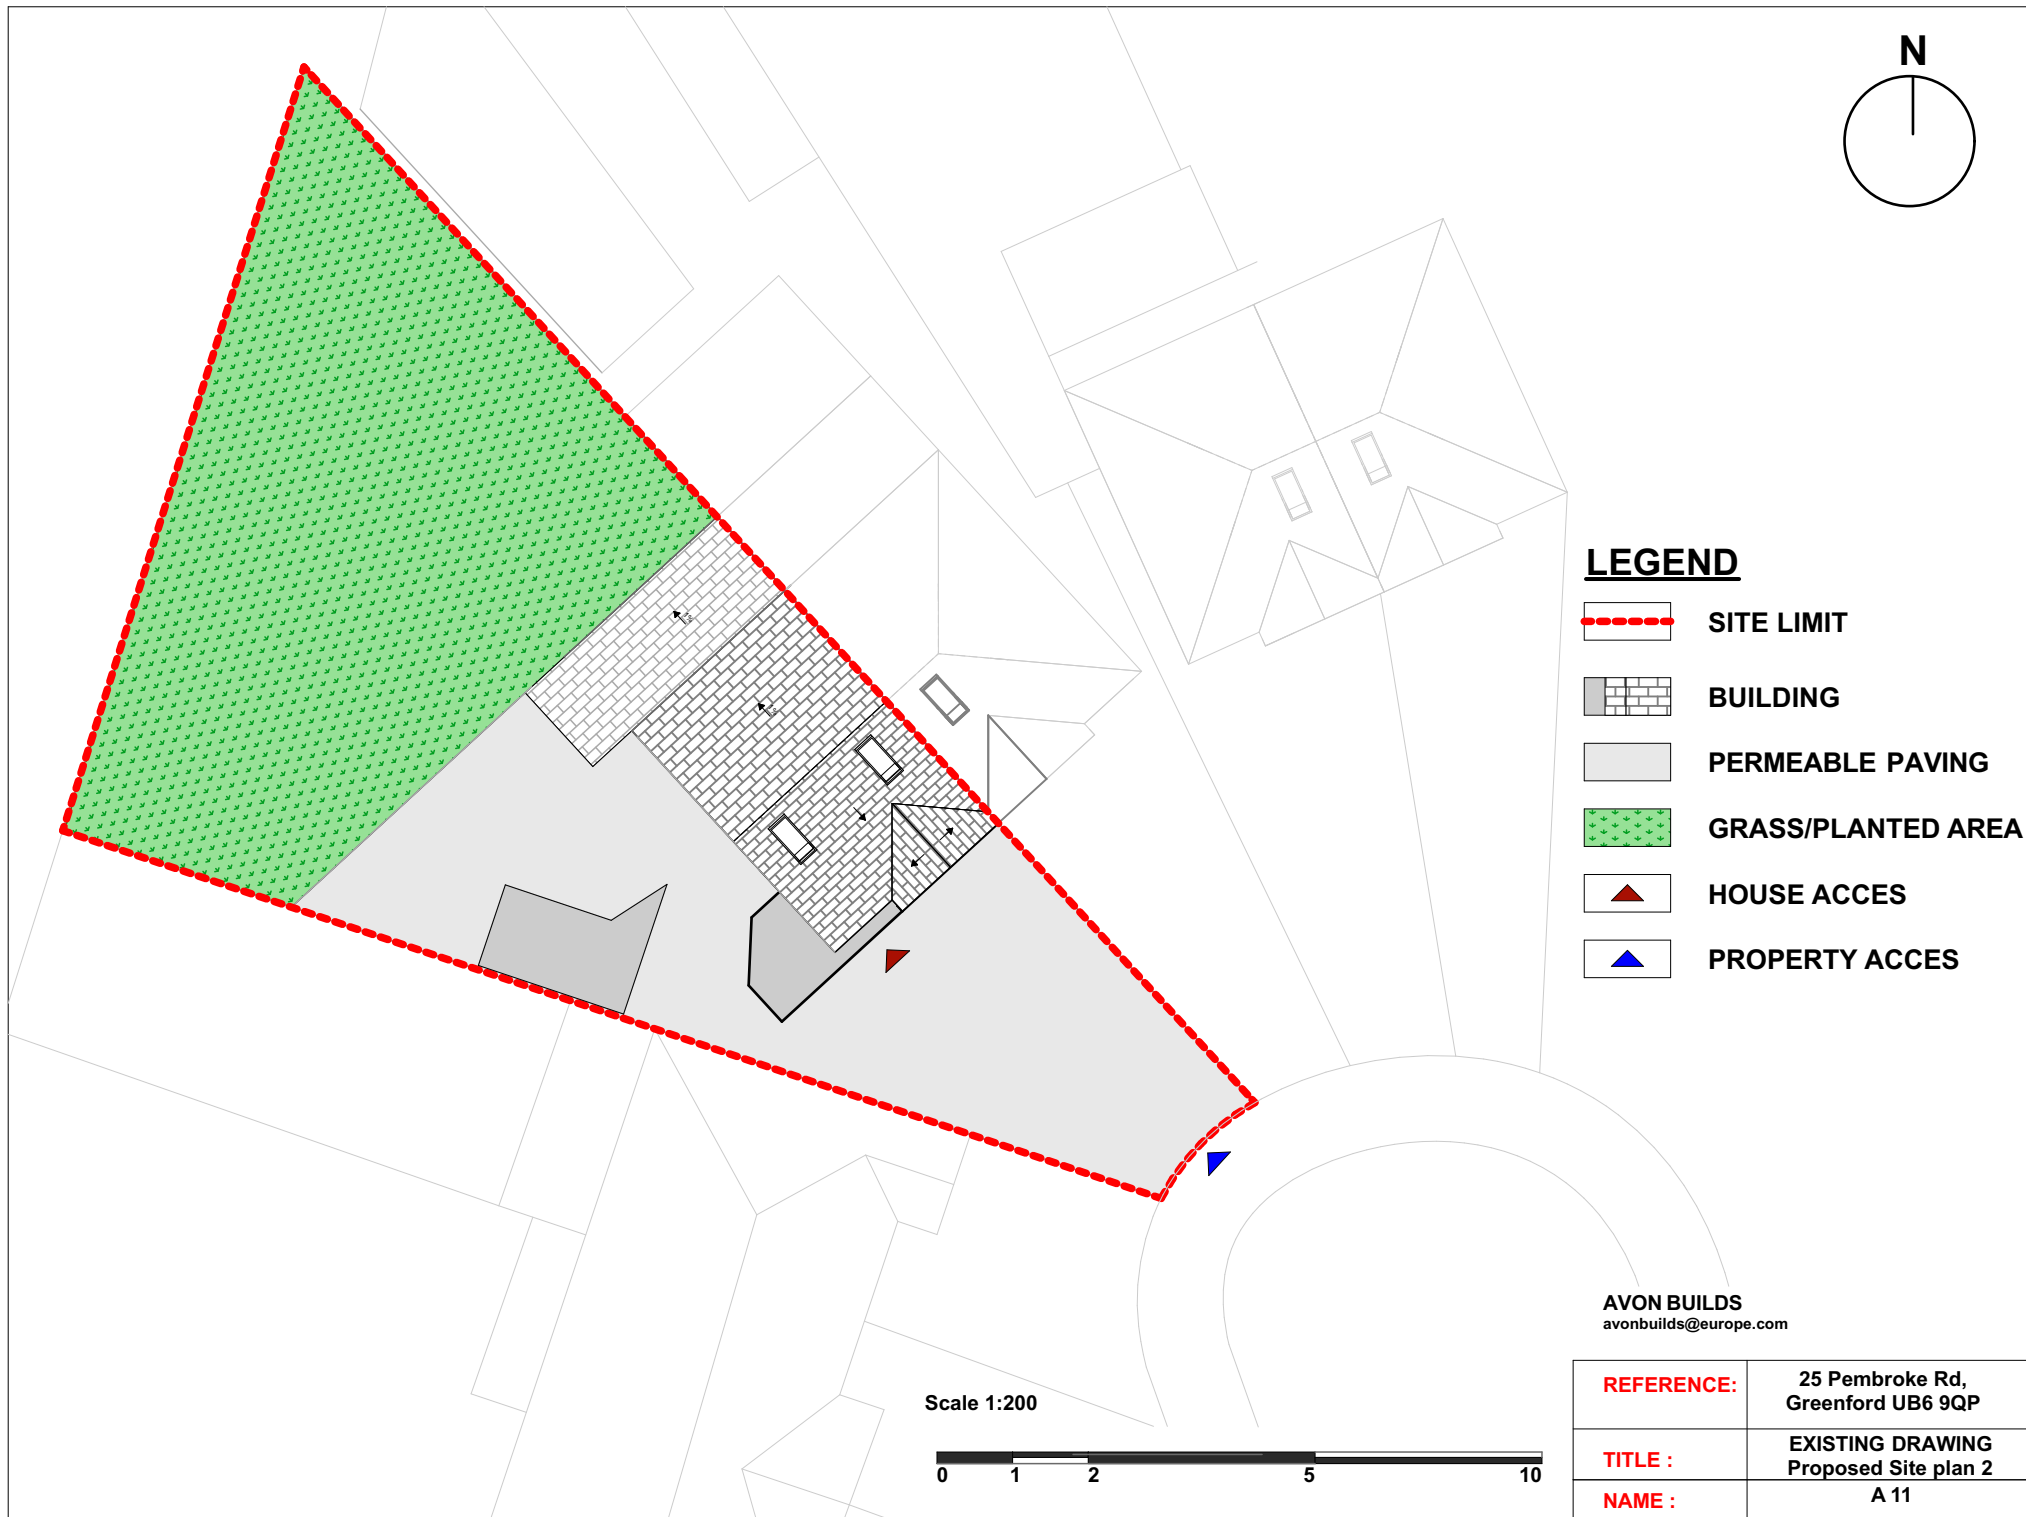 N
LEGEND
SITE LIMIT
BUILDING
PERMEABLE PAVING
GRASS/PLANTED AREA
HOUSE ACCES
PROPERTY ACCES
AVON BUILDS
avonbuilds@europe.com
REFERENCE:
25 Pembroke Rd,
Greenford UB6 9QP
TITLE :
EXISTING DRAWING
Proposed Site plan 2
NAME :
A 11
Scale 1:200
0 1 2 5 10